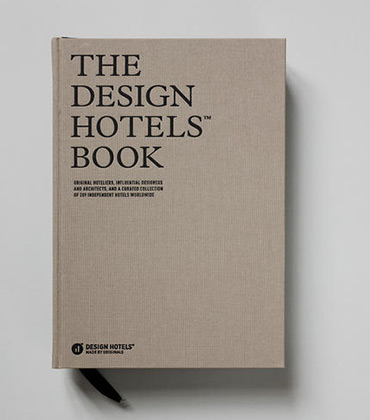 THE
DESIGN
HOTELS™
BOOK
ORIGINAL HOTELIERS, INFLUENTIAL DESIGNERS
AND ARCHITECTS, AND A CURATED COLLECTION
OF 289 INDEPENDENT HOTELS WORLDWIDE
DESIGN HOTELS™
MADE BY ORIGINALS